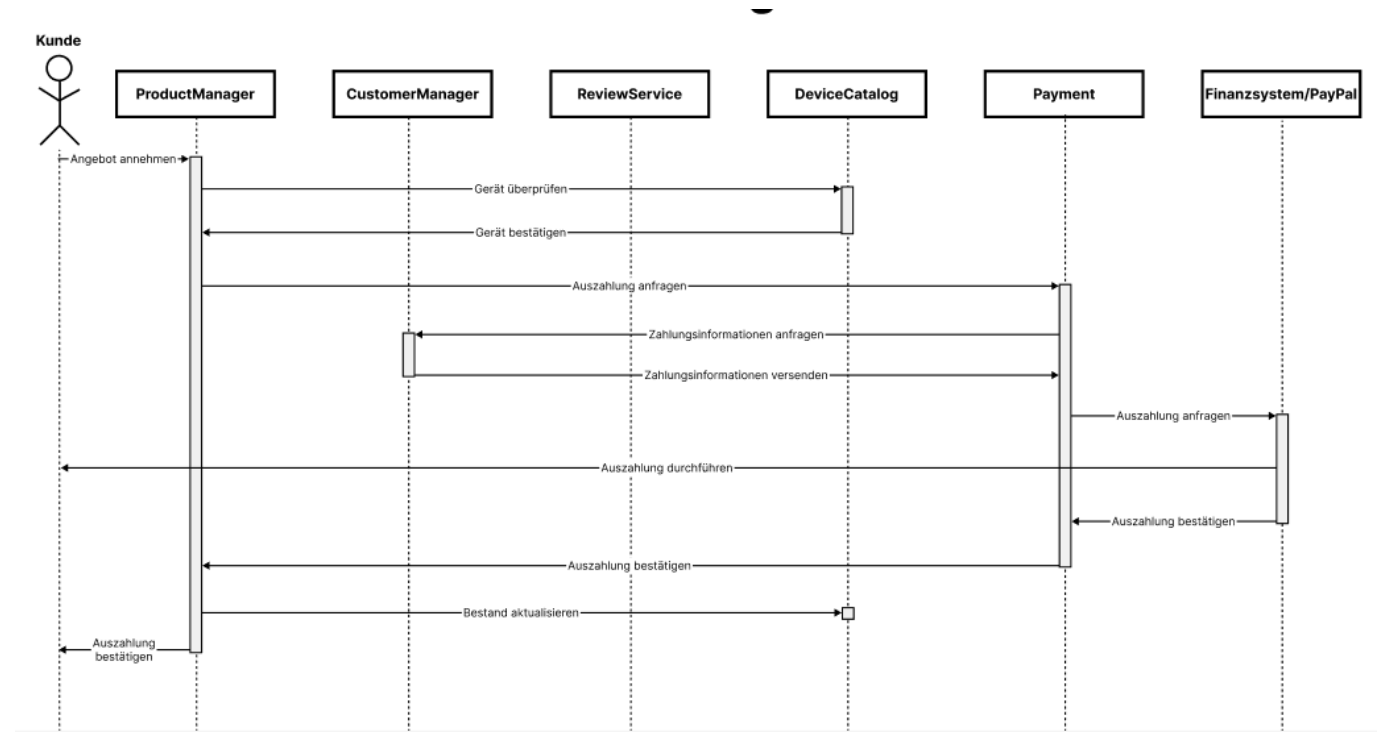 Kunde
ProductManager
CustomerManager
ReviewService
DeviceCatalog
Payment
Finanzsystem/PayPal
Angebot annehmen
Gerät überprüfen
Gerät bestätigen
Auszahlung anfragen
Zahlungsinformationen anfragen
Zahlungsinformationen versenden
Auszahlung anfragen
Auszahlung durchführen
Auszahlung bestätigen
Auszahlung bestätigen
Bestand aktualisieren
Auszahlung
bestätigen